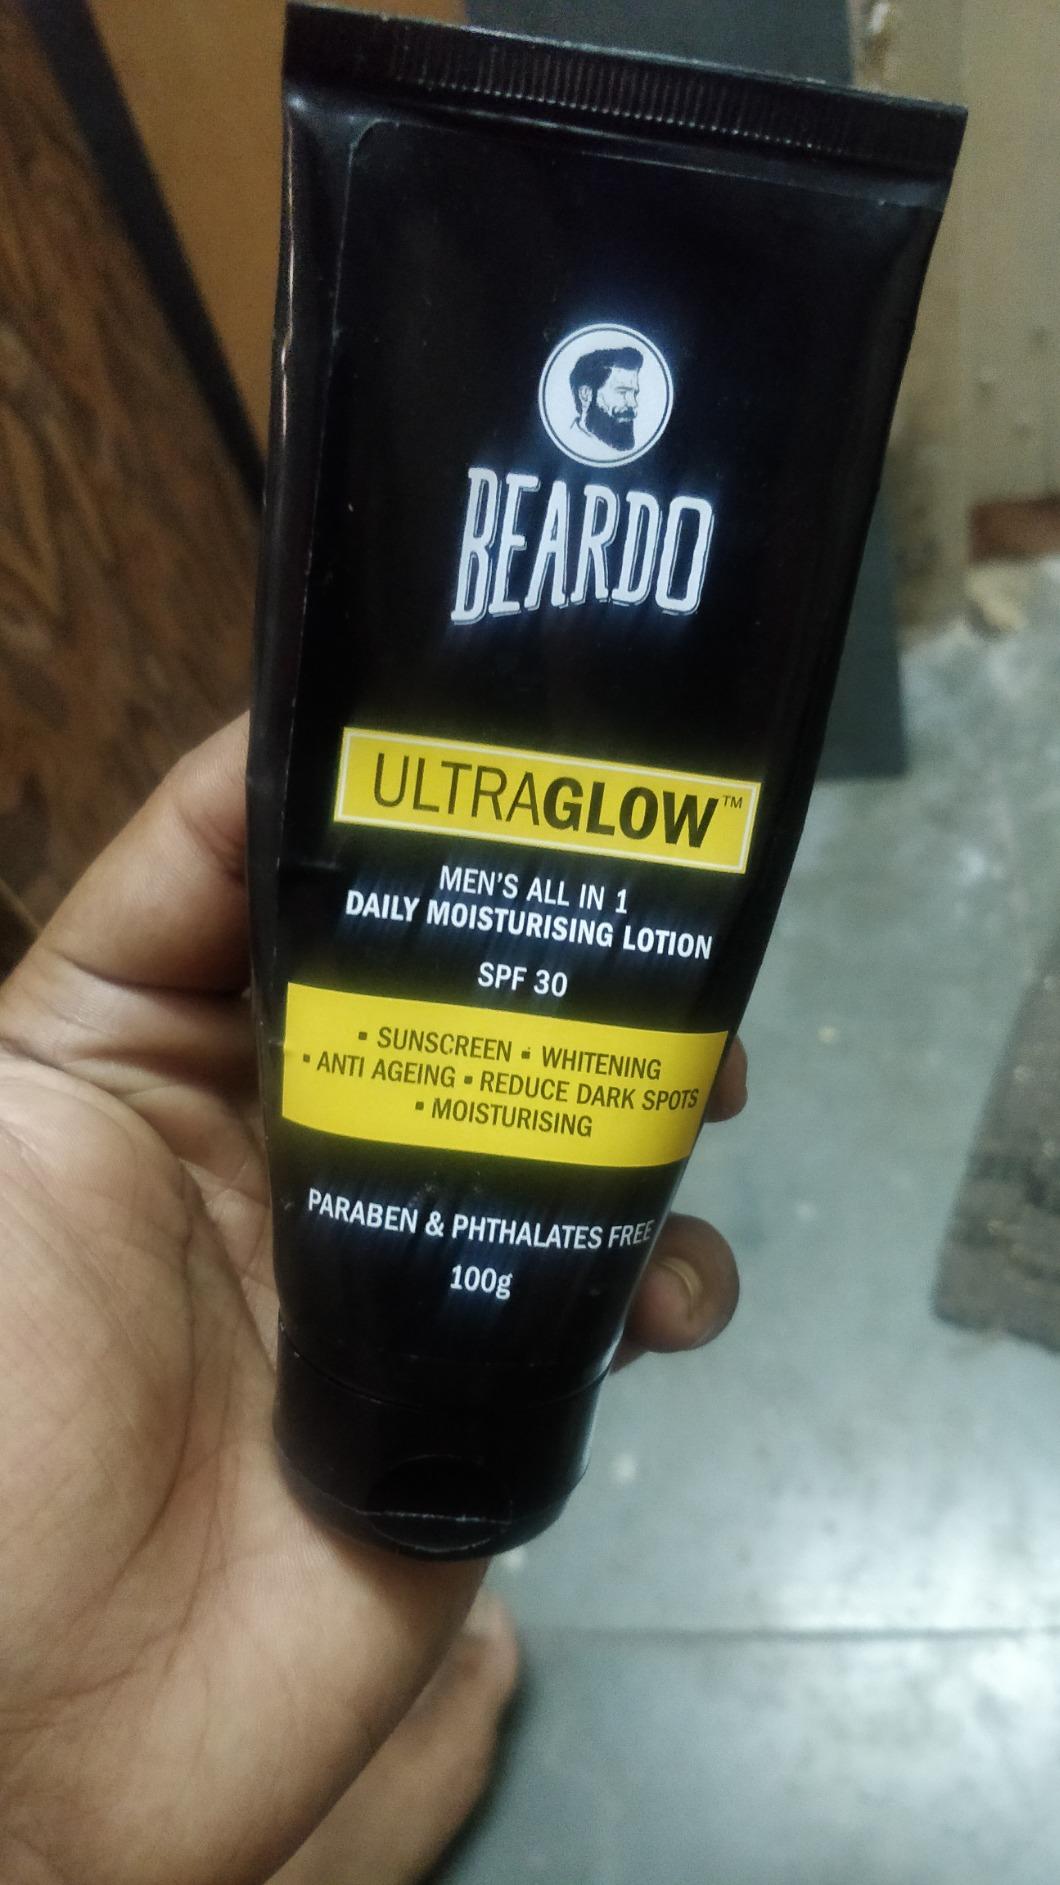 BEARDO
ULTRAGLOW™
MEN'S ALL IN 1
DAILY MOISTURISING LOTION
SPF 30
▪ SUNSCREEN ▪ WHITENING
▪ ANTI AGEING ▪ REDUCE DARK SPOTS
▪ MOISTURISING
PARABEN & PHTHALATES FREE
100g